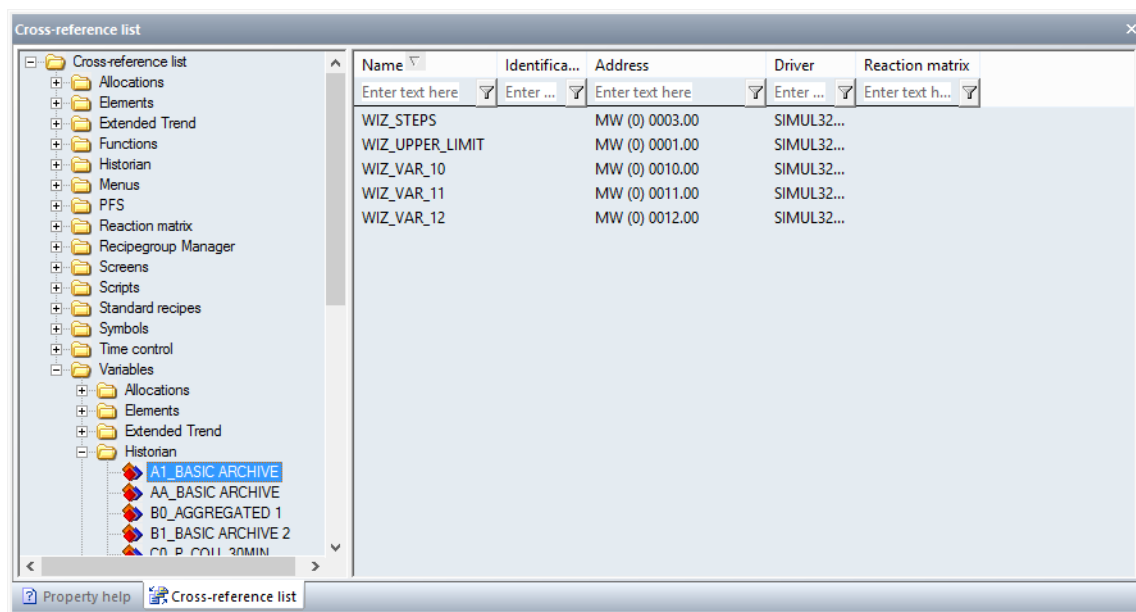 Cross-reference list
Cross-reference list
Allocations
Elements
Extended Trend
Functions
Historian
Menus
PFS
Reaction matrix
Recipegroup Manager
Screens
Scripts
Standard recipes
Symbols
Time control
Variables
Allocations
Elements
Extended Trend
Historian
A1_BASIC ARCHIVE
AA_BASIC ARCHIVE
B0_AGGREGATED 1
B1_BASIC ARCHIVE 2
C0_P_COLL_30MIN
Name Identifica... Address Driver Reaction matrix
Enter text here Enter ... Enter text here Enter ... Enter text h...
WIZ_STEPS MW (0) 0003.00 SIMUL32...
WIZ_UPPER_LIMIT MW (0) 0001.00 SIMUL32...
WIZ_VAR_10 MW (0) 0010.00 SIMUL32...
WIZ_VAR_11 MW (0) 0011.00 SIMUL32...
WIZ_VAR_12 MW (0) 0012.00 SIMUL32...
Property help Cross-reference list